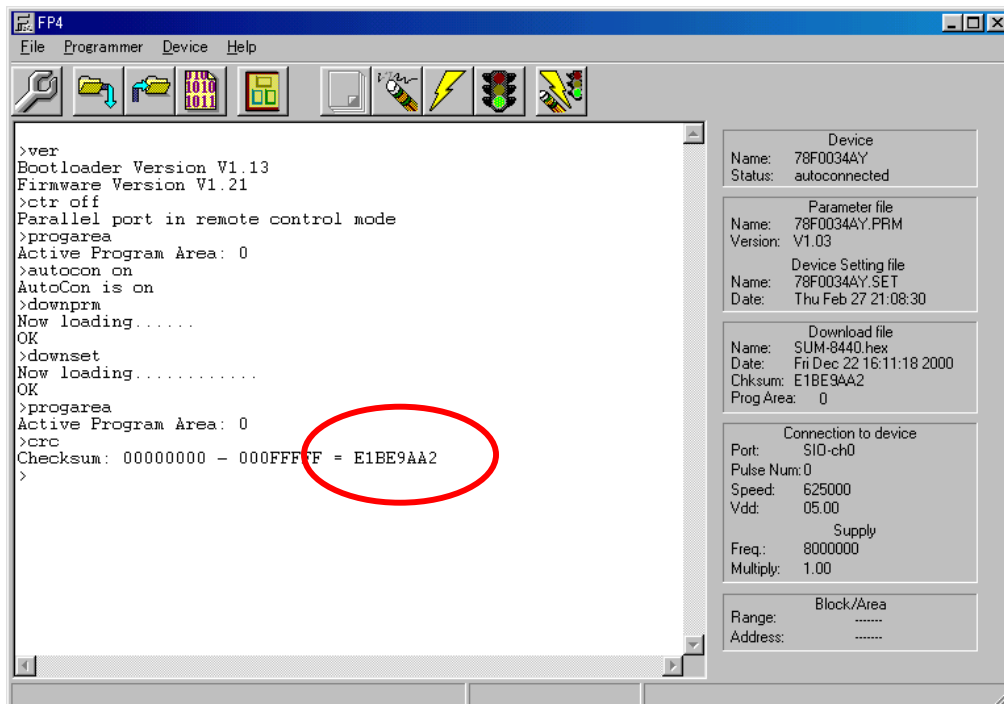 FP4
File Programmer Device Help
>ver
Bootloader Version V1.13
Firmware Version V1.21
>ctr off
Parallel port in remote control mode
>progarea
Active Program Area: 0
>autocon on
AutoCon is on
>downprm
Now loading......
OK
>downset
Now loading............
OK
>progarea
Active Program Area: 0
>crc
Checksum: 00000000 - 000FFFFF = E1BE9AA2
>
Device
Name: 78F0034AY
Status: autoconnected
Parameter file
Name: 78F0034AY.PRM
Version: V1.03
Device Setting file
Name: 78F0034AY.SET
Date: Thu Feb 27 21:08:30
Download file
Name: SUM-8440.hex
Date: Fri Dec 22 16:11:18 2000
Chksum: E1BE9AA2
Prog Area: 0
Connection to device
Port: SIO-ch0
Pulse Num: 0
Speed: 625000
Vdd: 05.00
Supply
Freq.: 8000000
Multiply: 1.00
Block/Area
Range: -------
Address: -------